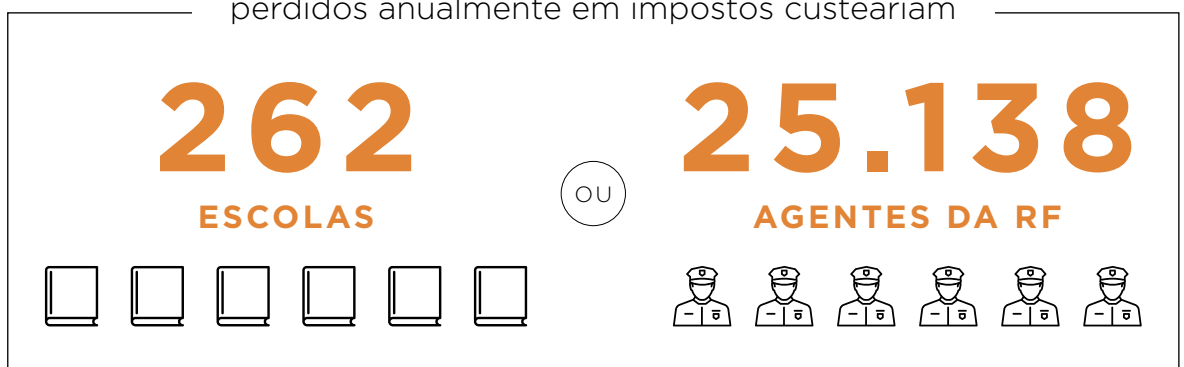 perdidos anualmente em impostos custeariam
262
ESCOLAS
OU
25.138
AGENTES DA RF